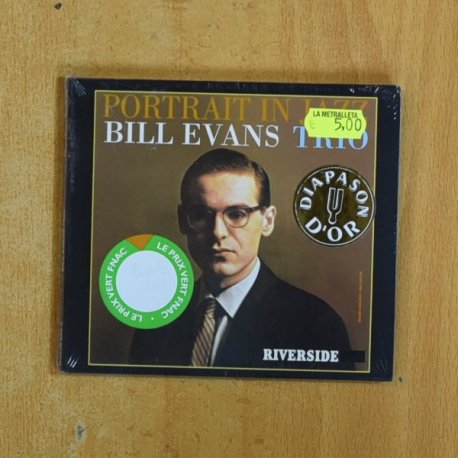 PORTRAIT IN JAZZ
BILL EVANS TRIO
LA METRALLETA
€ 5,00
DIAPASON
D'OR
LE PRIX VERT FNAC
LE PRIX VERT FNAC
RIVERSIDE